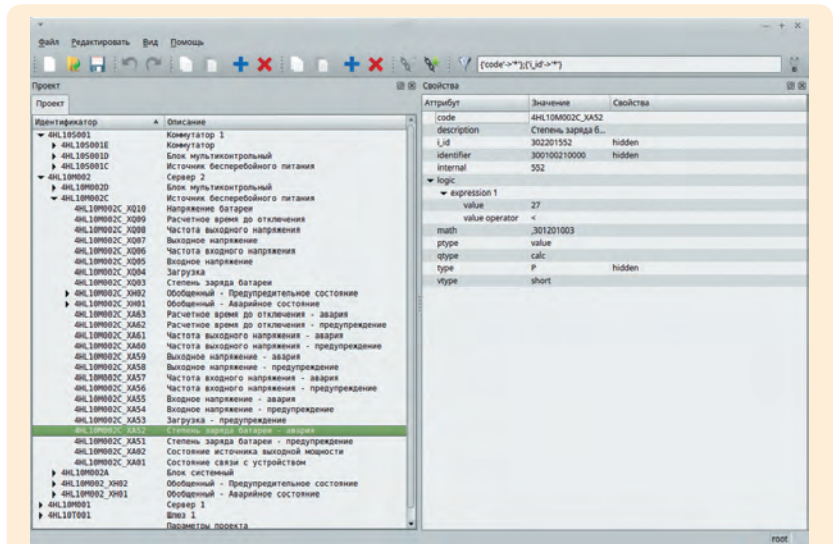 Файл Редактировать Вид Помощь
{'code'->'*'};{'i_id'->'*'}
Проект
Проект
Идентификатор Описание
4HL10S001 Коммутатор 1
4HL10S001E Коммутатор
4HL10S001D Блок мультиконтрольный
4HL10S001C Источник бесперебойного питания
4HL10M002 Сервер 2
4HL10M002D Блок мультиконтрольный
4HL10M002C Источник бесперебойного питания
4HL10M002C_XQ10 Напряжение батареи
4HL10M002C_XQ09 Расчетное время до отключения
4HL10M002C_XQ08 Частота выходного напряжения
4HL10M002C_XQ07 Выходное напряжение
4HL10M002C_XQ06 Частота входного напряжения
4HL10M002C_XQ05 Входное напряжение
4HL10M002C_XQ04 Загрузка
4HL10M002C_XQ03 Степень заряда батареи
4HL10M002C_XH02 Обобщенный - Предупредительное состояние
4HL10M002C_XH01 Обобщенный - Аварийное состояние
4HL10M002C_XA63 Расчетное время до отключения - авария
4HL10M002C_XA62 Расчетное время до отключения - предупреждение
4HL10M002C_XA61 Частота выходного напряжения - авария
4HL10M002C_XA60 Частота выходного напряжения - предупреждение
4HL10M002C_XA59 Выходное напряжение - авария
4HL10M002C_XA58 Выходное напряжение - предупреждение
4HL10M002C_XA57 Частота входного напряжения - авария
4HL10M002C_XA56 Частота входного напряжения - предупреждение
4HL10M002C_XA55 Входное напряжение - авария
4HL10M002C_XA54 Входное напряжение - предупреждение
4HL10M002C_XA53 Загрузка - предупреждение
4HL10M002C_XA52 Степень заряда батареи - авария
4HL10M002C_XA51 Степень заряда батареи - предупреждение
4HL10M002C_XA02 Состояние источника выходной мощности
4HL10M002C_XA01 Состояние связи с устройством
4HL10M002A Блок системный
4HL10M002_XH02 Обобщенный - Предупредительное состояние
4HL10M002_XH01 Обобщенный - Аварийное состояние
4HL10M001 Сервер 1
4HL10T001 Шлюз 1
Параметры проекта
Свойства
Аттрибут Значение Свойства
code 4HL10M002C_XA52
description Степень заряда б...
i_id 302201552 hidden
identifier 300100210000 hidden
internal 552
logic
expression 1
value 27
value operator <
math ,301201003
ptype value
qtype calc
type P hidden
vtype short
root